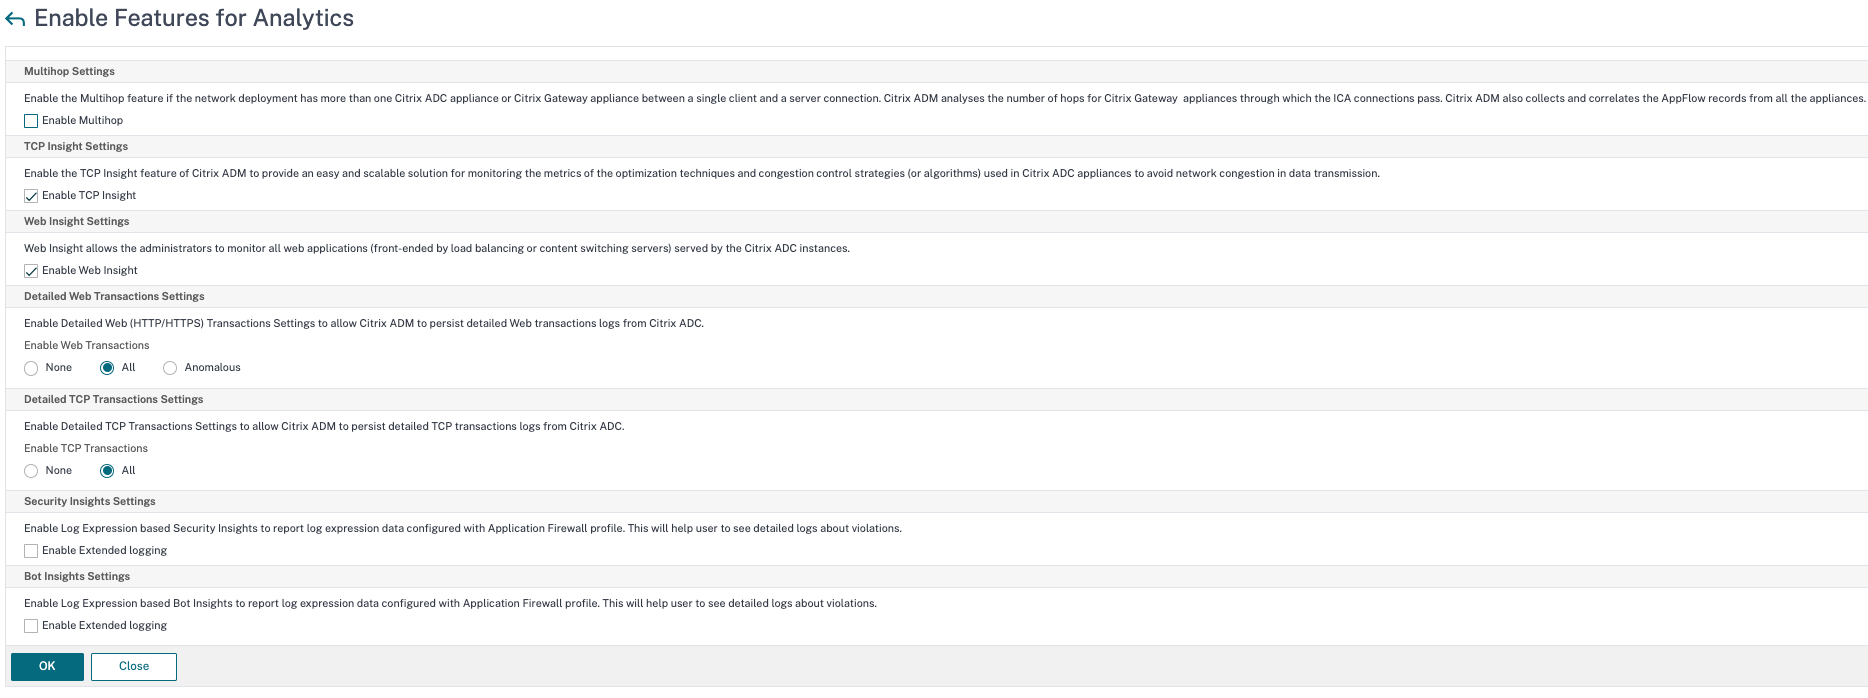 Enable Features for Analytics
Multihop Settings
Enable the Multihop feature if the network deployment has more than one Citrix ADC appliance or Citrix Gateway appliance between a single client and a server connection. Citrix ADM analyses the number of hops for Citrix Gateway  appliances through which the ICA connections pass. Citrix ADM also collects and correlates the AppFlow records from all the appliances.
Enable Multihop
TCP Insight Settings
Enable the TCP Insight feature of Citrix ADM to provide an easy and scalable solution for monitoring the metrics of the optimization techniques and congestion control strategies (or algorithms) used in Citrix ADC appliances to avoid network congestion in data transmission.
Enable TCP Insight
Web Insight Settings
Web Insight allows the administrators to monitor all web applications (front-ended by load balancing or content switching servers) served by the Citrix ADC instances.
Enable Web Insight
Detailed Web Transactions Settings
Enable Detailed Web (HTTP/HTTPS) Transactions Settings to allow Citrix ADM to persist detailed Web transactions logs from Citrix ADC.
Enable Web Transactions
None All Anomalous
Detailed TCP Transactions Settings
Enable Detailed TCP Transactions Settings to allow Citrix ADM to persist detailed TCP transactions logs from Citrix ADC.
Enable TCP Transactions
None All
Security Insights Settings
Enable Log Expression based Security Insights to report log expression data configured with Application Firewall profile. This will help user to see detailed logs about violations.
Enable Extended logging
Bot Insights Settings
Enable Log Expression based Bot Insights to report log expression data configured with Application Firewall profile. This will help user to see detailed logs about violations.
Enable Extended logging
OK Close